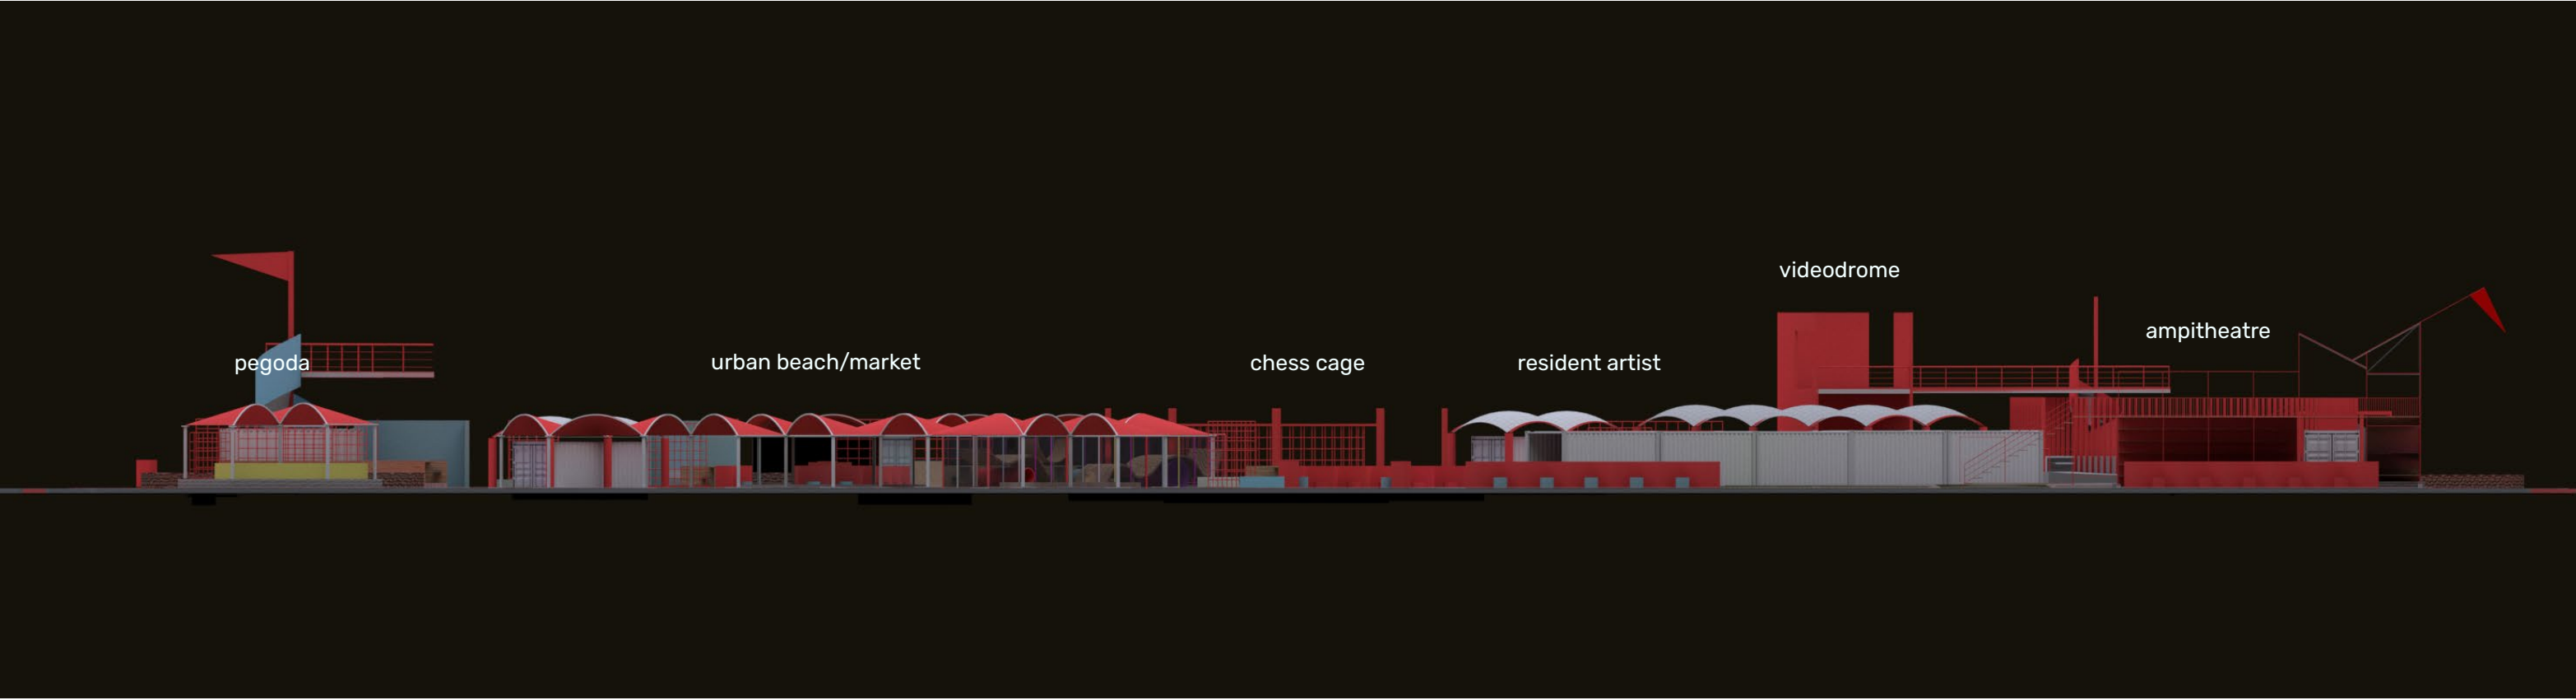 pegoda
urban beach/market
chess cage
resident artist
videodrome
ampitheatre